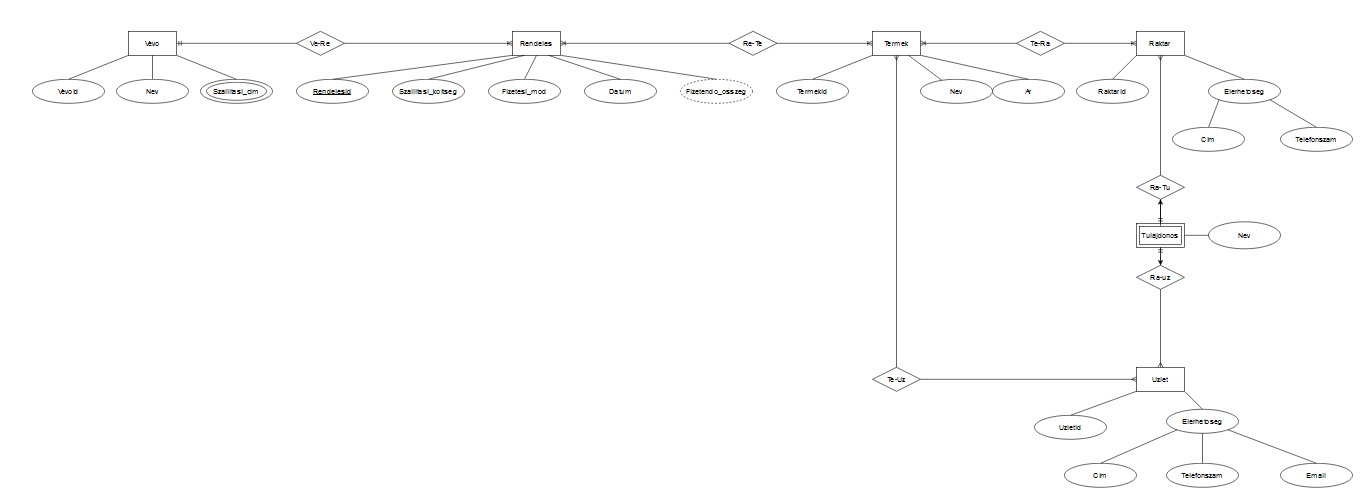 Vevo
Ve-Re
Rendeles
Re-Te
Termek
Te-Ra
Raktar
VevoId
Nev
Szallitasi_cim
RendelesId
Szallitasi_koltseg
Fizetesi_mod
Datum
Fizetendo_osszeg
TermekId
Nev
Ar
RaktarId
Elerhetoseg
Cim
Telefonszam
Ra-Tu
Tulajdonos
Nev
Ra-uz
Te-Uz
Uzlet
UzletId
Elerhetoseg
Cim
Telefonszam
Email